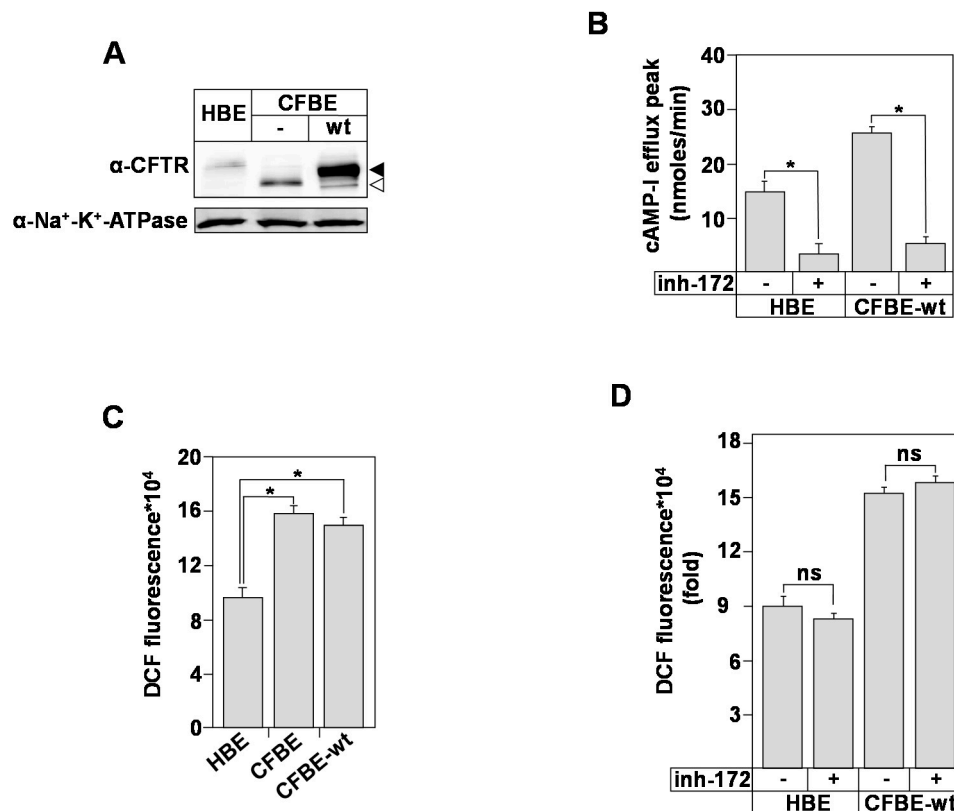 A
HBE
CFBE
- wt
α-CFTR
α-Na⁺-K⁺-ATPase
B
cAMP-I efflux peak
(nmoles/min)
40
30
20
10
* *
inh-172 - + - +
HBE CFBE-wt
C
DCF fluorescence*10⁴
20
16
12
8
4
0
*
*
HBE CFBE CFBE-wt
D
DCF fluorescence*10⁴
(fold)
18
15
12
9
6
3
ns
ns
inh-172 - + - +
HBE CFBE-wt